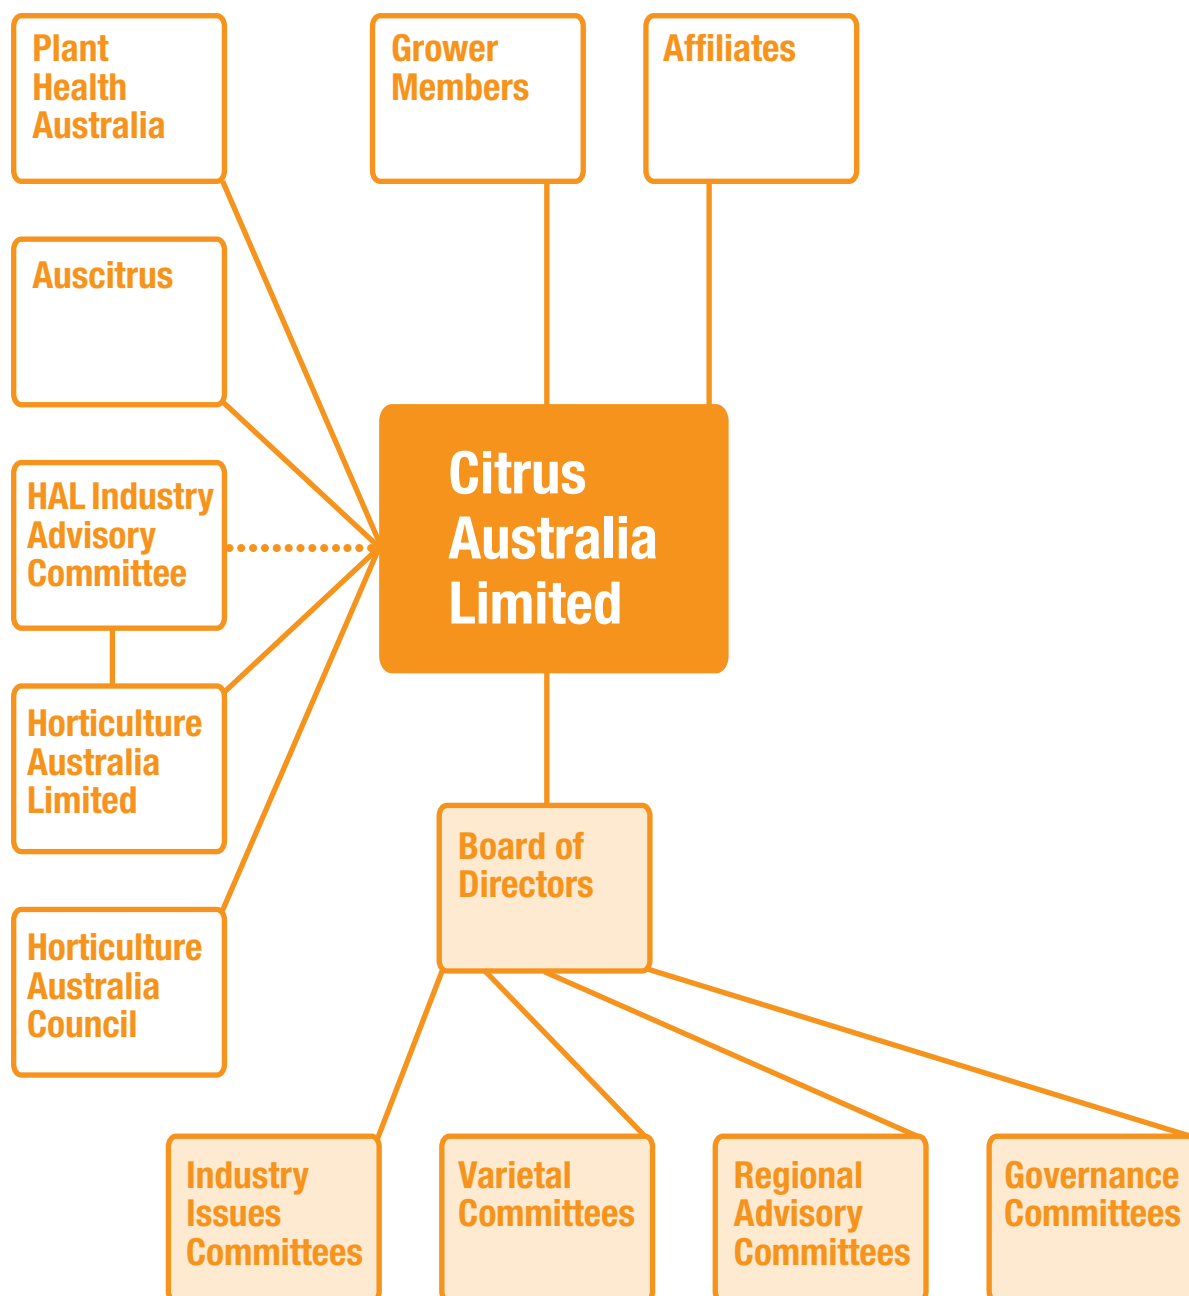 Plant
Health
Australia
Grower
Members
Affiliates
Auscitrus
HAL Industry
Advisory
Committee
Citrus
Australia
Limited
Horticulture
Australia
Limited
Board of
Directors
Horticulture
Australia
Council
Industry
Issues
Committees
Varietal
Committees
Regional
Advisory
Committees
Governance
Committees